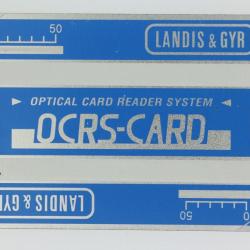 50
LANDIS & GYR
OPTICAL CARD READER SYSTEM
OCRS-CARD
LANDIS & GYR
50